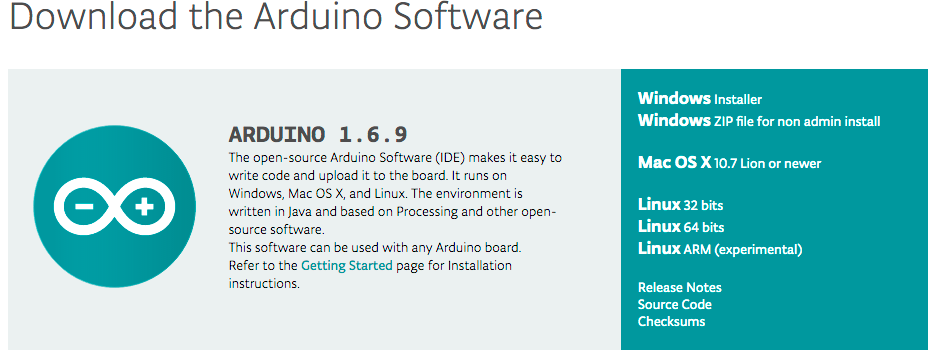 Download the Arduino Software
ARDUINO 1.6.9
The open-source Arduino Software (IDE) makes it easy to
write code and upload it to the board. It runs on
Windows, Mac OS X, and Linux. The environment is
written in Java and based on Processing and other open-
source software.
This software can be used with any Arduino board.
Refer to the Getting Started page for Installation
instructions.
Windows Installer
Windows ZIP file for non admin install
Mac OS X 10.7 Lion or newer
Linux 32 bits
Linux 64 bits
Linux ARM (experimental)
Release Notes
Source Code
Checksums